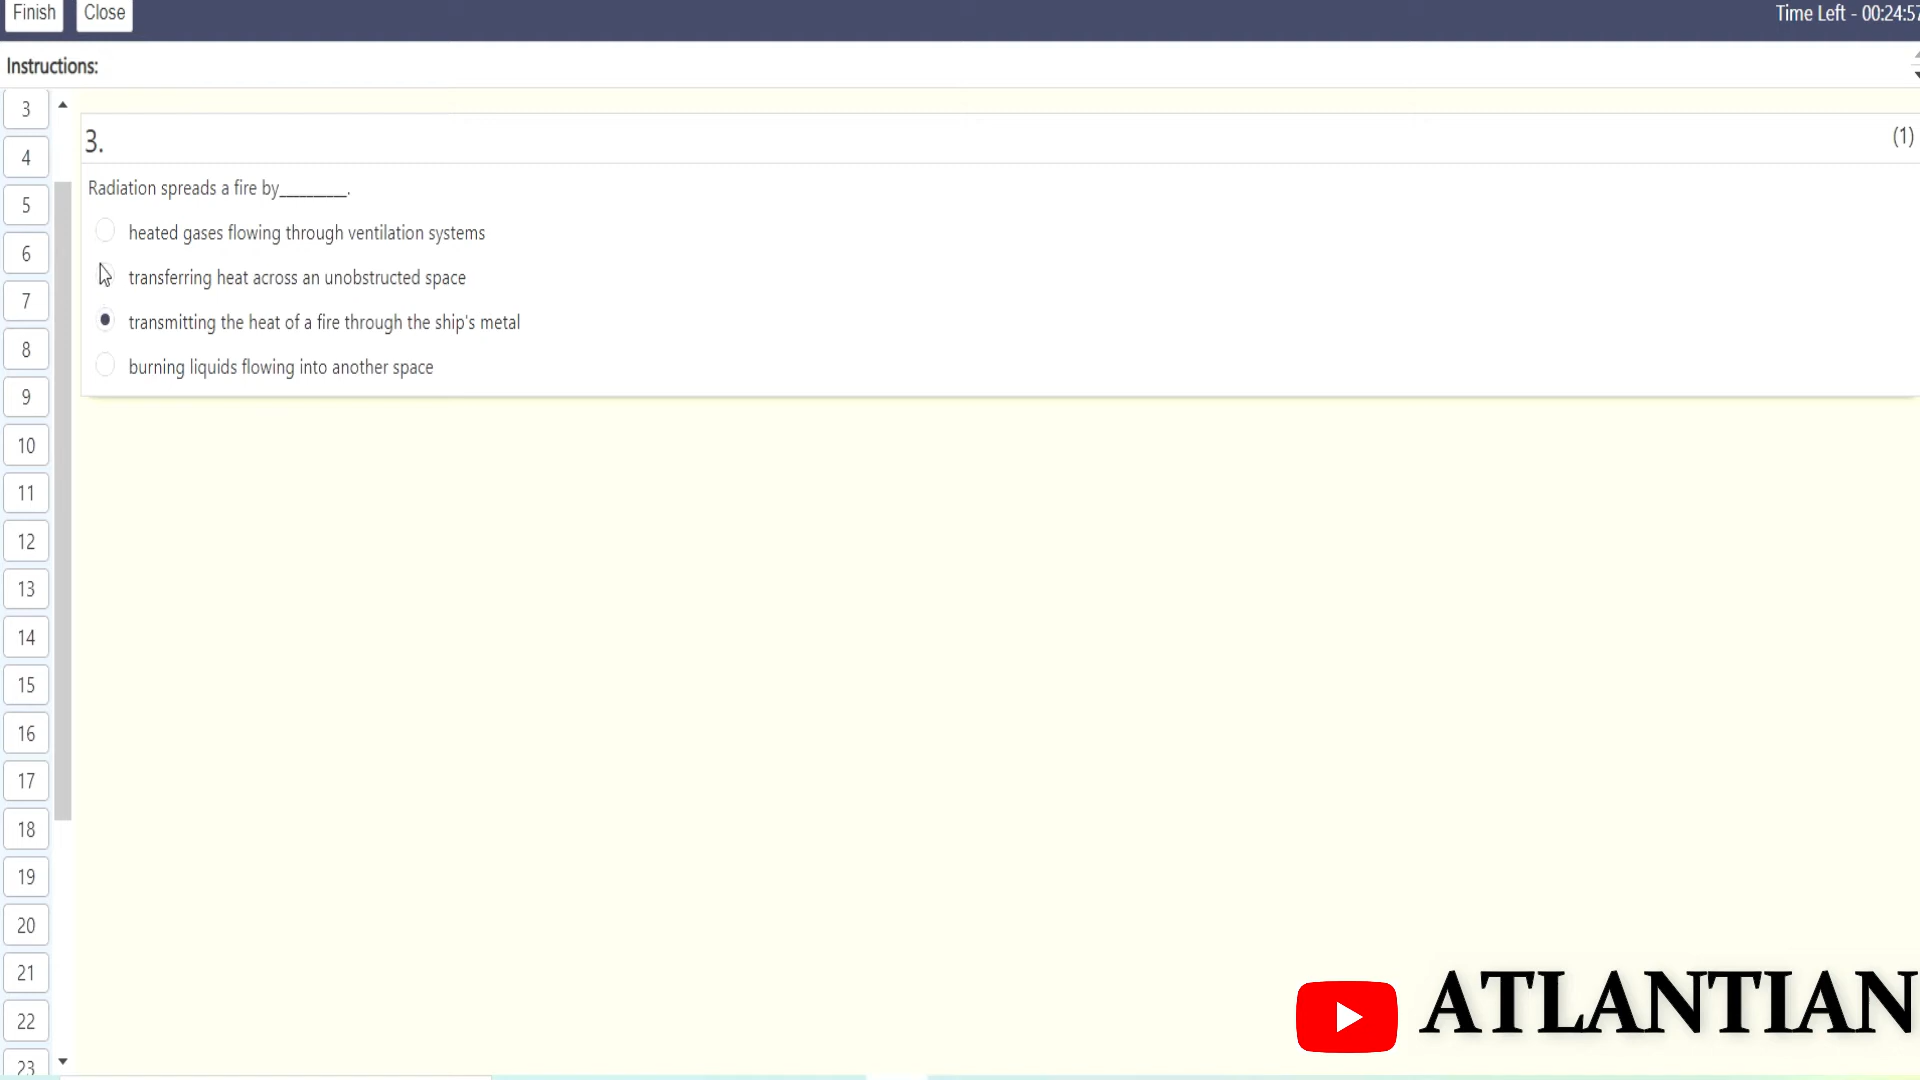 Finish Close Time Left - 00:24:57
Instructions:
3
4
5
6
7
8
9
10
11
12
13
14
15
16
17
18
19
20
21
22
23
3. (1)
Radiation spreads a fire by_________.
heated gases flowing through ventilation systems
transferring heat across an unobstructed space
transmitting the heat of a fire through the ship's metal
burning liquids flowing into another space
ATLANTIAN